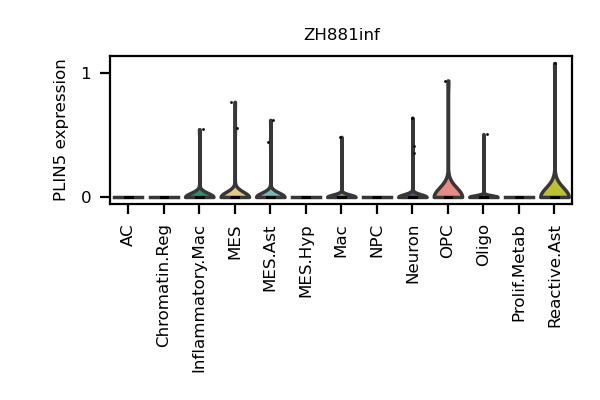 ZH881inf
PLIN5 expression
1
0
AC
Chromatin.Reg
Inflammatory.Mac
MES
MES.Ast
MES.Hyp
Mac
NPC
Neuron
OPC
Oligo
Prolif.Metab
Reactive.Ast